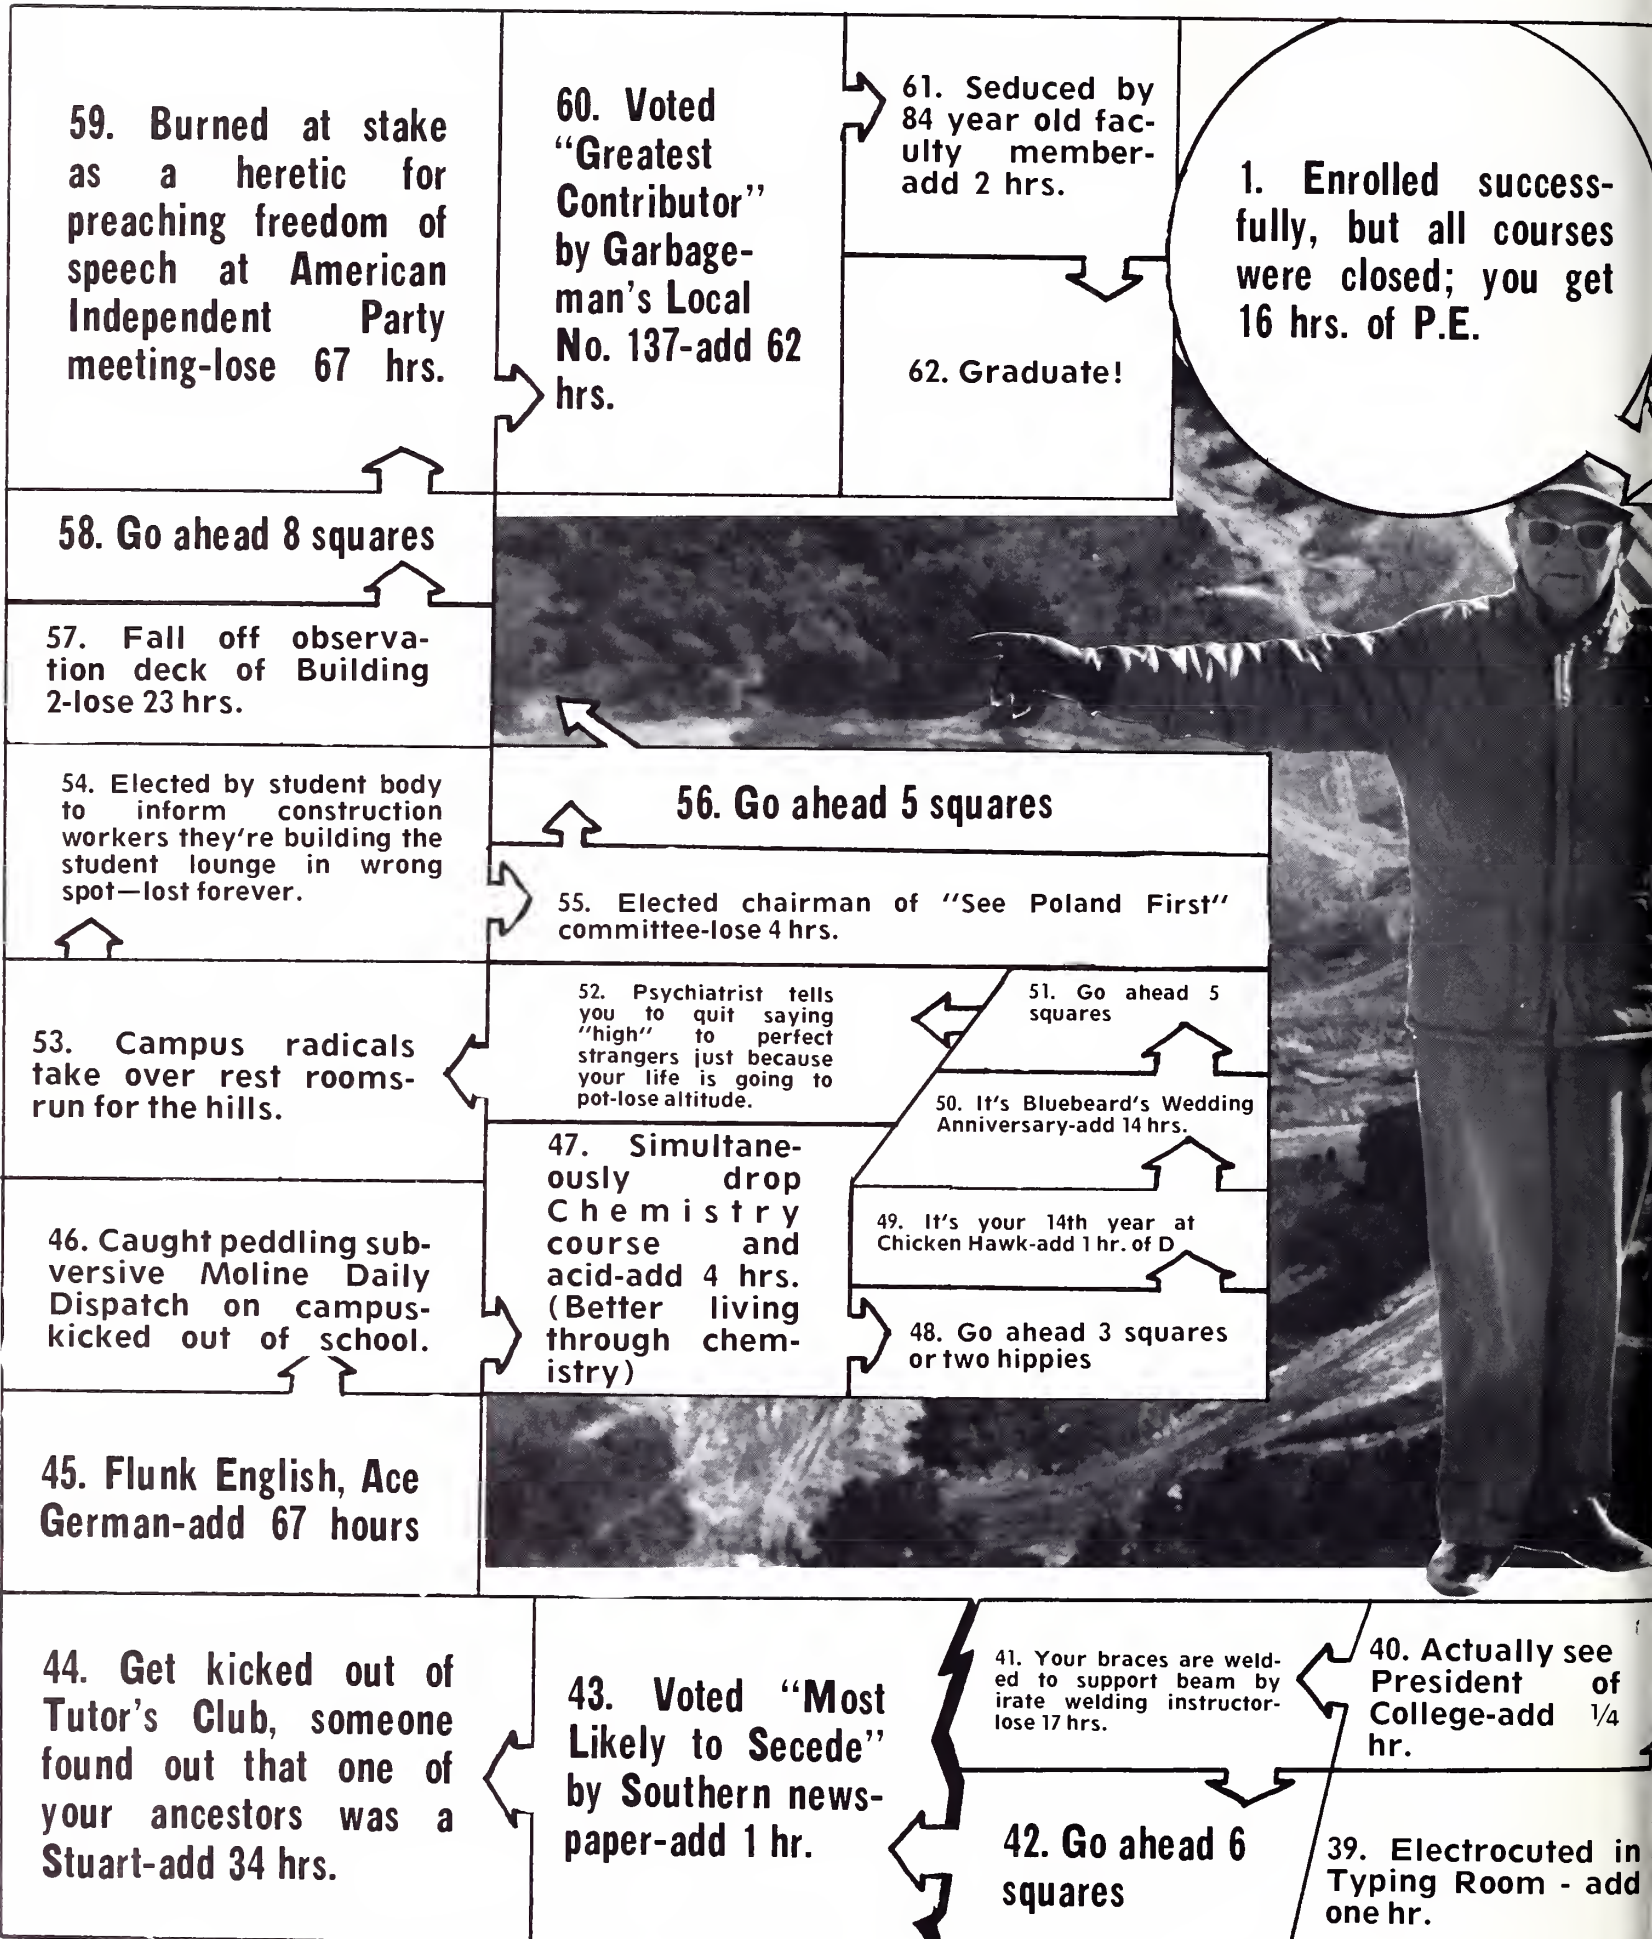 59. Burned at stake
as a heretic for
preaching freedom of
speech at American
Independent Party
meeting-lose 67 hrs.
60. Voted
“Greatest
Contributor”
by Garbage-
man’s Local
No. 137-add 62
hrs.
61. Seduced by
84 year old fac-
ulty member-
add 2 hrs.
62. Graduate!
1. Enrolled success-
fully, but all courses
were closed; you get
16 hrs. of P.E.
58. Go ahead 8 squares
57. Fall off observa-
tion deck of Building
2-lose 23 hrs.
54. Elected by student body
to inform construction
workers they're building the
student lounge in wrong
spot—lost forever.
56. Go ahead 5 squares
55. Elected chairman of "See Poland First"
committee-lose 4 hrs.
53. Campus radicals
take over rest rooms-
run for the hills.
52. Psychiatrist tells
you to quit saying
"high" to perfect
strangers just because
your life is going to
pot-lose altitude.
51. Go ahead 5
squares
50. It's Bluebeard's Wedding
Anniversary-add 14 hrs.
49. It's your 14th year at
Chicken Hawk-add 1 hr. of D
48. Go ahead 3 squares
or two hippies
47. Simultane-
ously drop
Chemistry
course and
acid-add 4 hrs.
(Better living
through chem-
istry)
46. Caught peddling sub-
versive Moline Daily
Dispatch on campus-
kicked out of school.
45. Flunk English, Ace
German-add 67 hours
44. Get kicked out of
Tutor’s Club, someone
found out that one of
your ancestors was a
Stuart-add 34 hrs.
43. Voted “Most
Likely to Secede”
by Southern news-
paper-add 1 hr.
41. Your braces are weld-
ed to support beam by
irate welding instructor-
lose 17 hrs.
42. Go ahead 6
squares
40. Actually see
President of
College-add ¼
hr.
39. Electrocuted in
Typing Room - add
one hr.